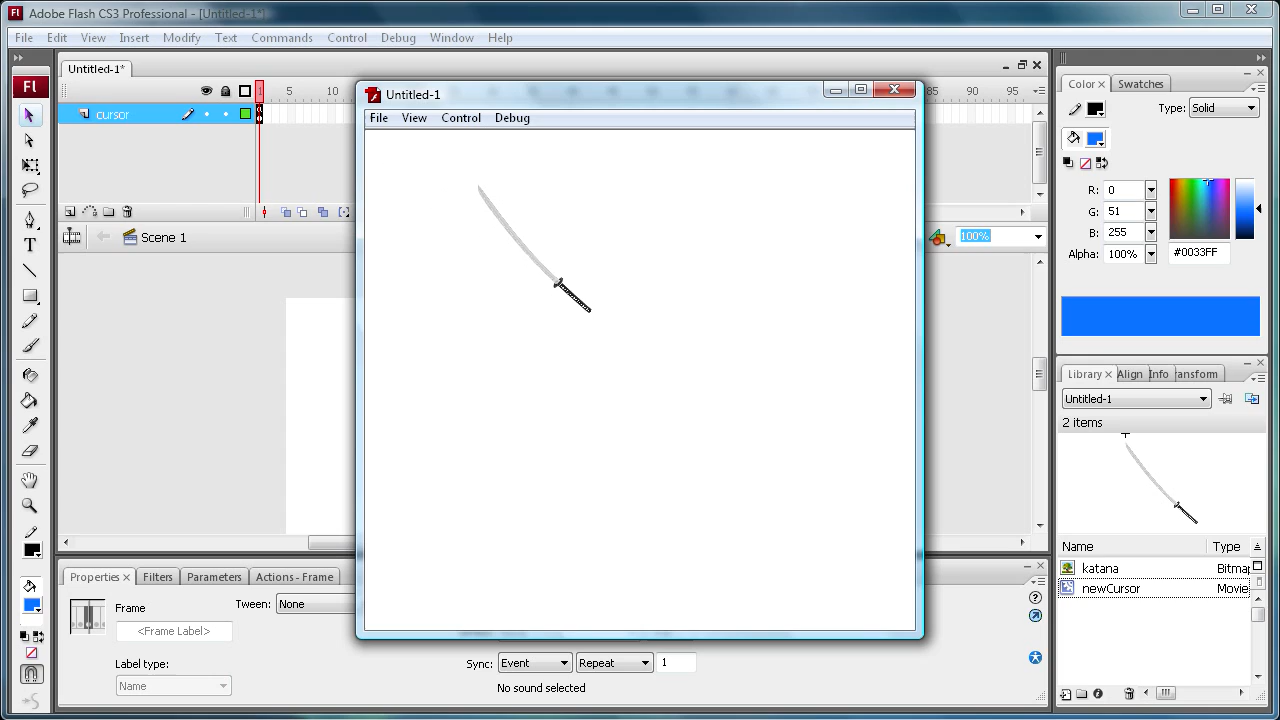 Fl Adobe Flash CS3 Professional - [Untitled-1*]
File Edit View Insert Modify Text Commands Control Debug Window Help
Untitled-1*
1 5 10 85 90 95
cursor
Scene 1
100%
Fl
Untitled-1
File View Control Debug
Color Swatches
Type: Solid
R: 0
G: 51
B: 255
Alpha: 100% #0033FF
Library Align Info ransform
Untitled-1
2 items
Name Type
katana Bitmap
newCursor Movie
Properties Filters Parameters Actions - Frame
Frame
<Frame Label>
Tween: None
Label type:
Name
Sync: Event Repeat 1
No sound selected